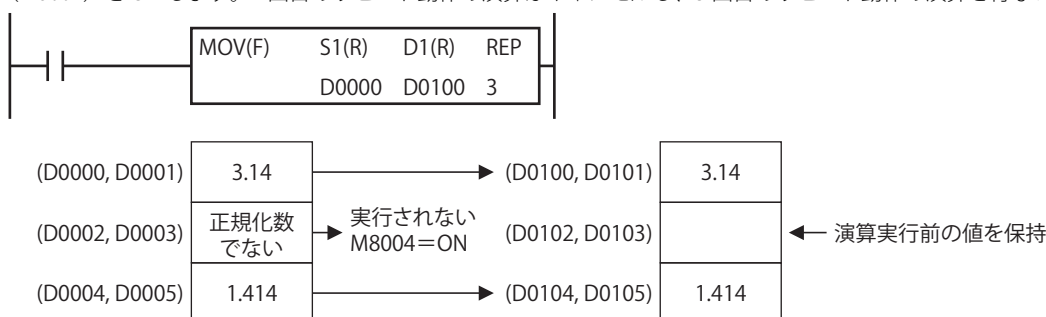 MOV(F) S1(R) D1(R) REP
D0000 D0100 3
(D0000, D0001) 3.14 (D0100, D0101) 3.14
(D0002, D0003) 正規化数でない 実行されない M8004＝ON (D0102, D0103) 演算実行前の値を保持
(D0004, D0005) 1.414 (D0104, D0105) 1.414